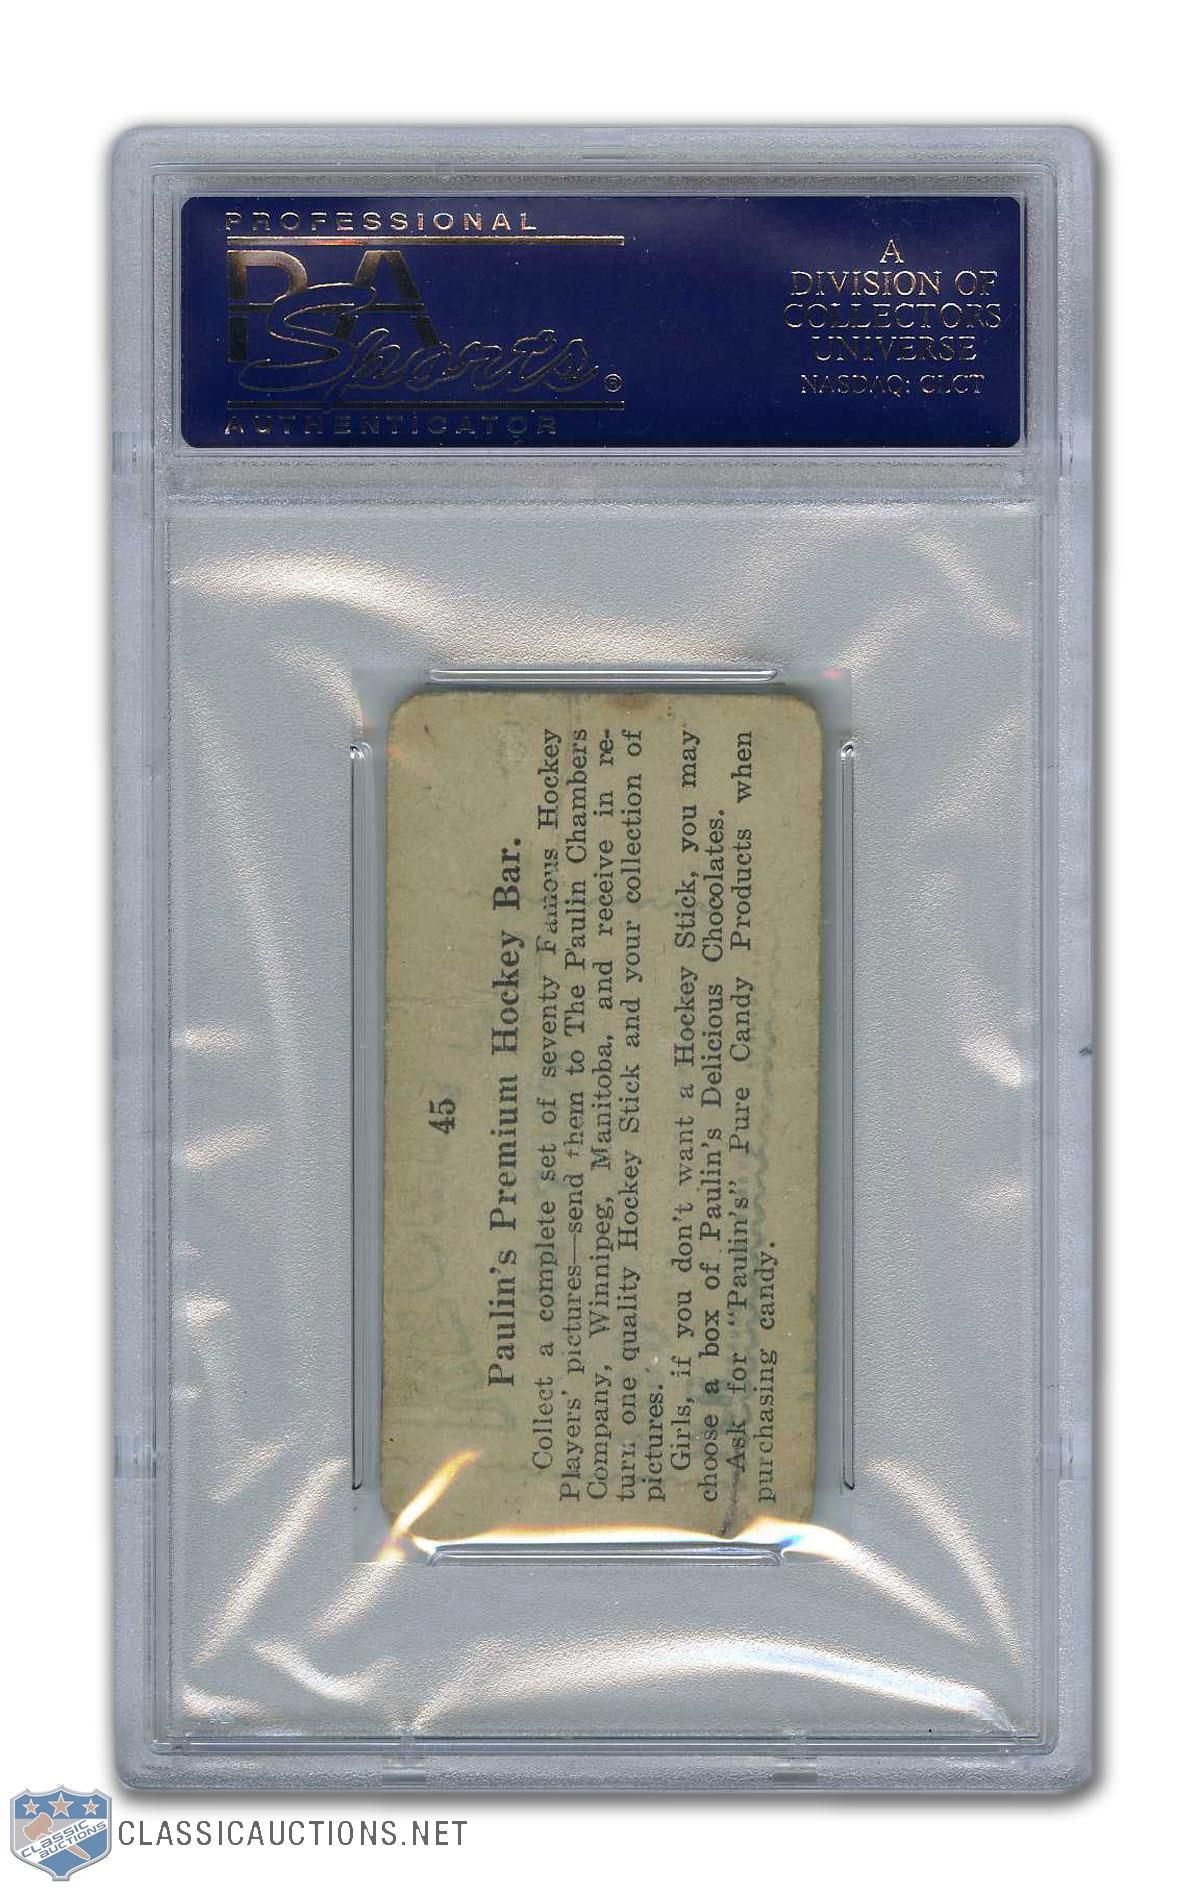 PROFESSIONAL
PSA
Sports®
AUTHENTICATOR
A
DIVISION OF
COLLECTORS
UNIVERSE
NASDAQ: CLCT
45
Paulin's Premium Hockey Bar.
Collect a complete set of seventy Famous Hockey
Players' pictures—send them to The Paulin Chambers
Company, Winnipeg, Manitoba, and receive in re-
turn one quality Hockey Stick and your collection of
pictures.
Girls, if you don't want a Hockey Stick, you may
choose a box of Paulin's Delicious Chocolates.
Ask for "Paulin's" Pure Candy Products when
purchasing candy.
CLASSIC
AUCTIONS
CLASSICAUCTIONS.NET